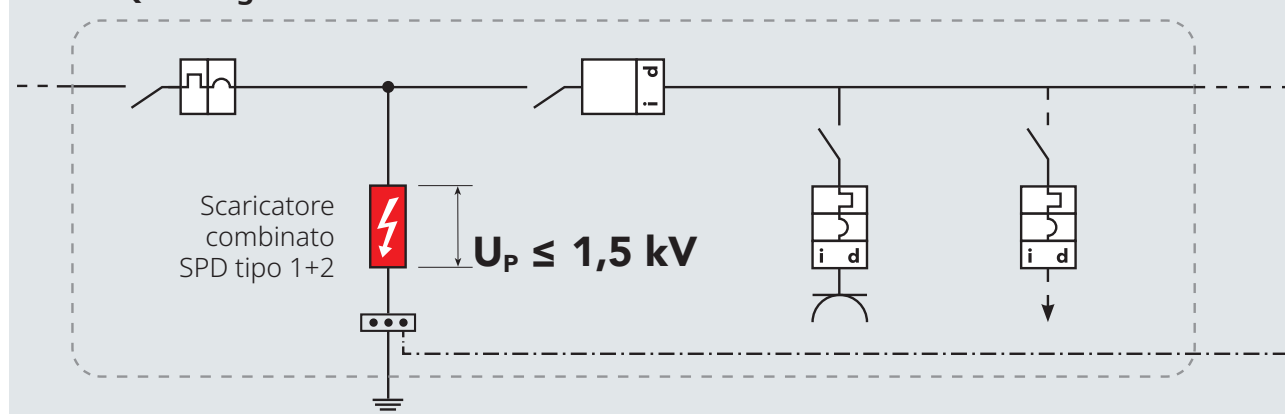 Scaricatore
combinato
SPD tipo 1+2
UP ≤ 1,5 kV
i d
i d
i d